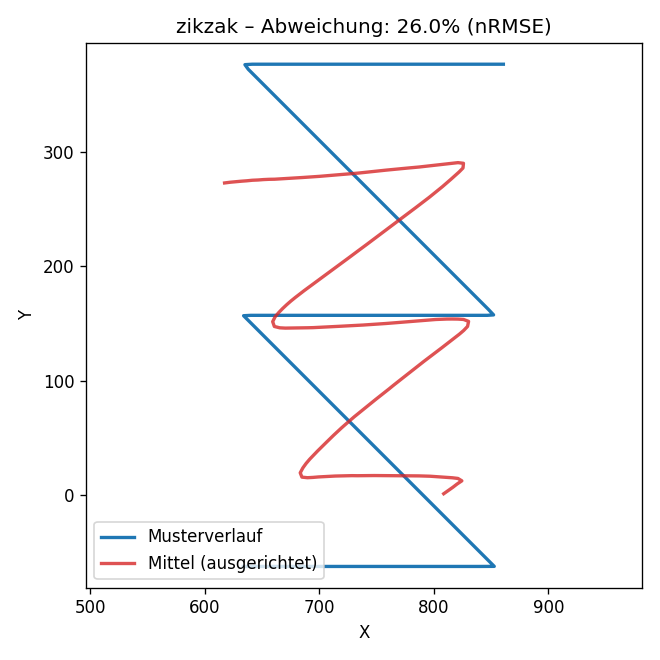 zikzak – Abweichung: 26.0% (nRMSE)
300
200
100
0
Y
Musterverlauf
Mittel (ausgerichtet)
500 600 700 800 900
X